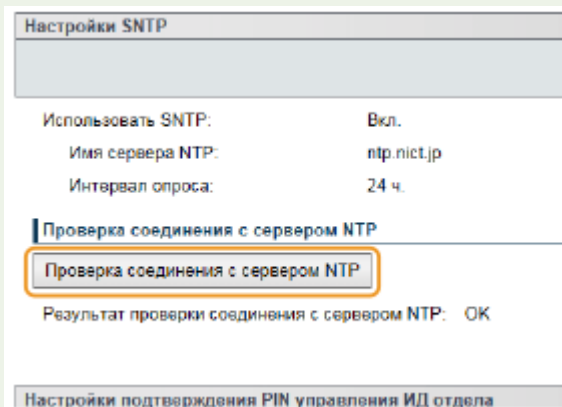 Настройки SNTP
Использовать SNTP: Вкл.
Имя сервера NTP: ntp.nict.jp
Интервал опроса: 24 ч.
Проверка соединения с сервером NTP
Проверка соединения с сервером NTP
Результат проверки соединения с сервером NTP: OK
Настройки подтверждения PIN управления ИД отдела